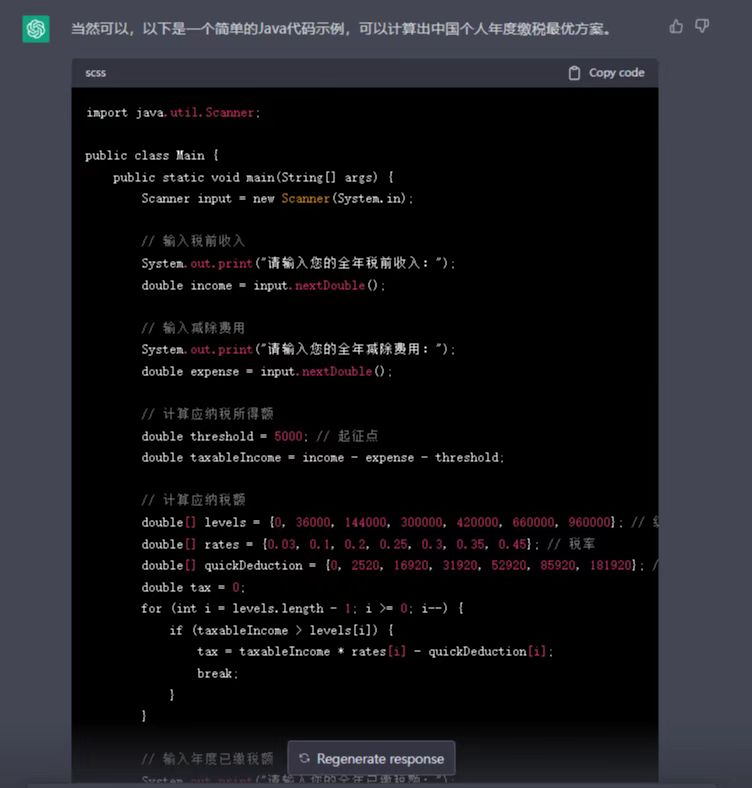 当然可以，以下是一个简单的Java代码示例，可以计算出中国个人年度缴税最优方案。
scss Copy code
import java.util.Scanner;
public class Main {
public static void main(String[] args) {
Scanner input = new Scanner(System.in);
// 输入税前收入
System.out.print("请输入您的全年税前收入: ");
double income = input.nextDouble();
// 输入减除费用
System.out.print("请输入您的全年减除费用: ");
double expense = input.nextDouble();
// 计算应纳税所得额
double threshold = 5000; // 起征点
double taxableIncome = income - expense - threshold;
// 计算应纳税额
double[] levels = {0, 36000, 144000, 300000, 420000, 660000, 960000}; //
double[] rates = {0.03, 0.1, 0.2, 0.25, 0.3, 0.35, 0.45}; // 税率
double[] quickDeduction = {0, 2520, 16920, 31920, 52920, 85920, 181920}; /
double tax = 0;
for (int i = levels.length - 1; i >= 0; i--) {
if (taxableIncome > levels[i]) {
tax = taxableIncome * rates[i] - quickDeduction[i];
break;
}
}
// 输入年度已缴税额
Regenerate response
System.out.print("请输入您的全年已缴税额: ");